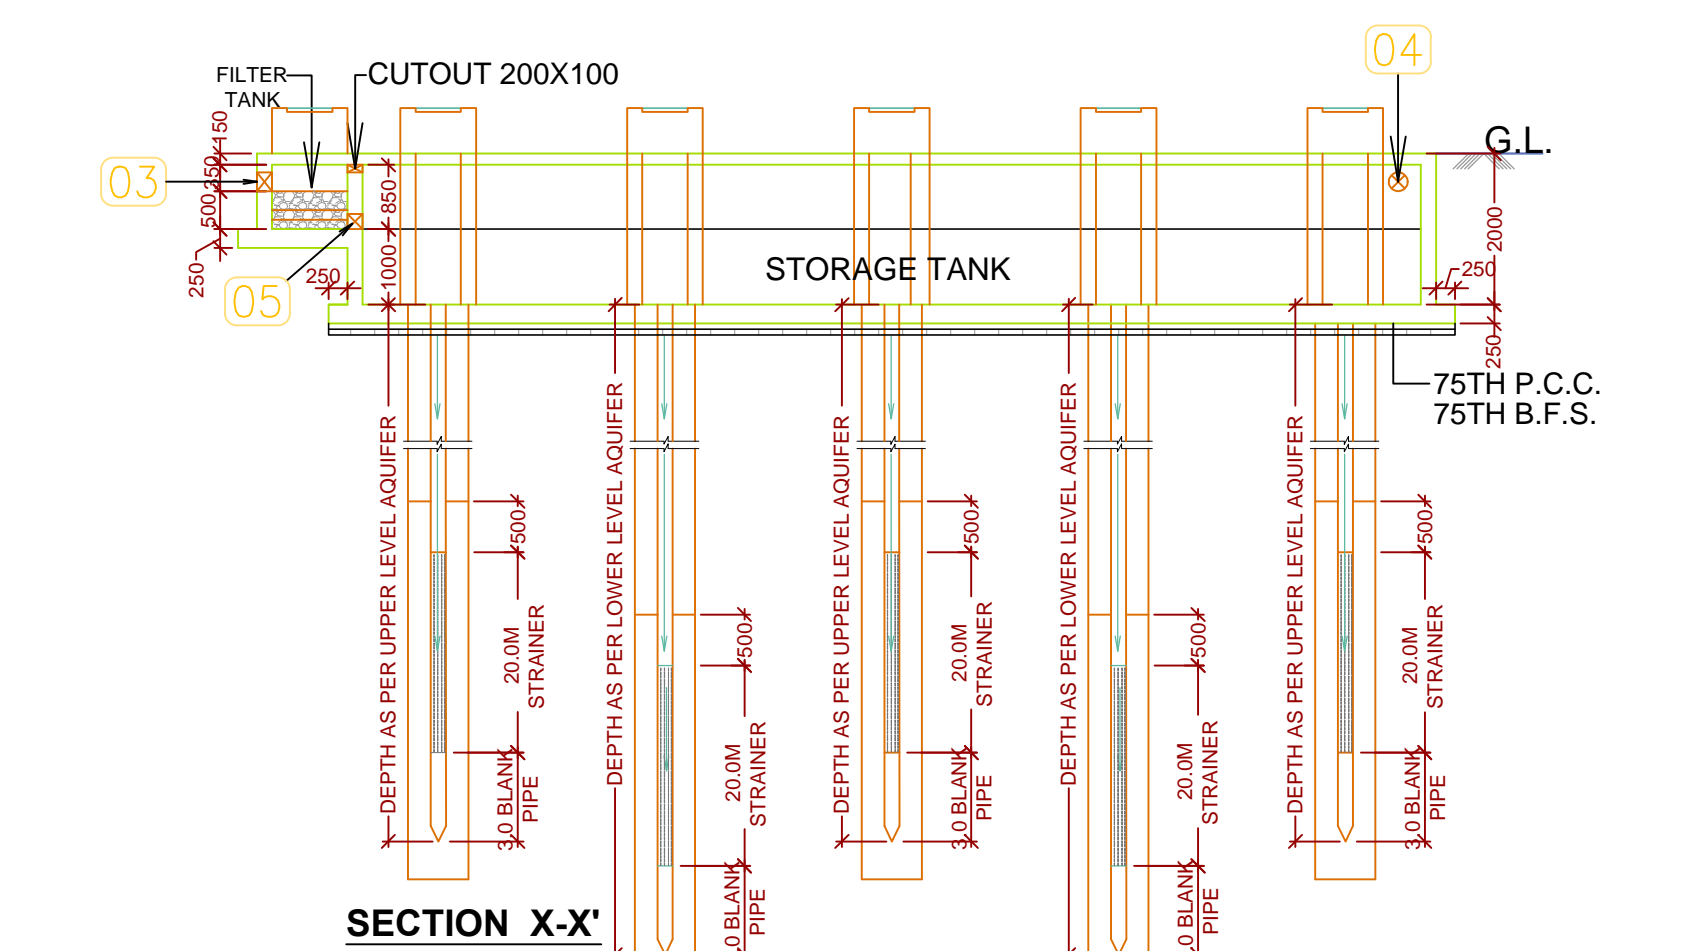 04
FILTER
TANK
CUTOUT 200X100
G.L.
150
250
500
250
03
850
1000
250
05
STORAGE TANK
2000
250
250
75TH P.C.C.
75TH B.F.S.
DEPTH AS PER UPPER LEVEL AQUIFER
500
20.0M
STRAINER
3.0 BLANK
PIPE
DEPTH AS PER LOWER LEVEL AQUIFER
500
20.0M
STRAINER
.0 BLANK
PIPE
DEPTH AS PER UPPER LEVEL AQUIFER
500
20.0M
STRAINER
3.0 BLANK
PIPE
DEPTH AS PER LOWER LEVEL AQUIFER
500
20.0M
STRAINER
.0 BLANK
PIPE
DEPTH AS PER UPPER LEVEL AQUIFER
500
20.0M
STRAINER
3.0 BLANK
PIPE
SECTION X-X'